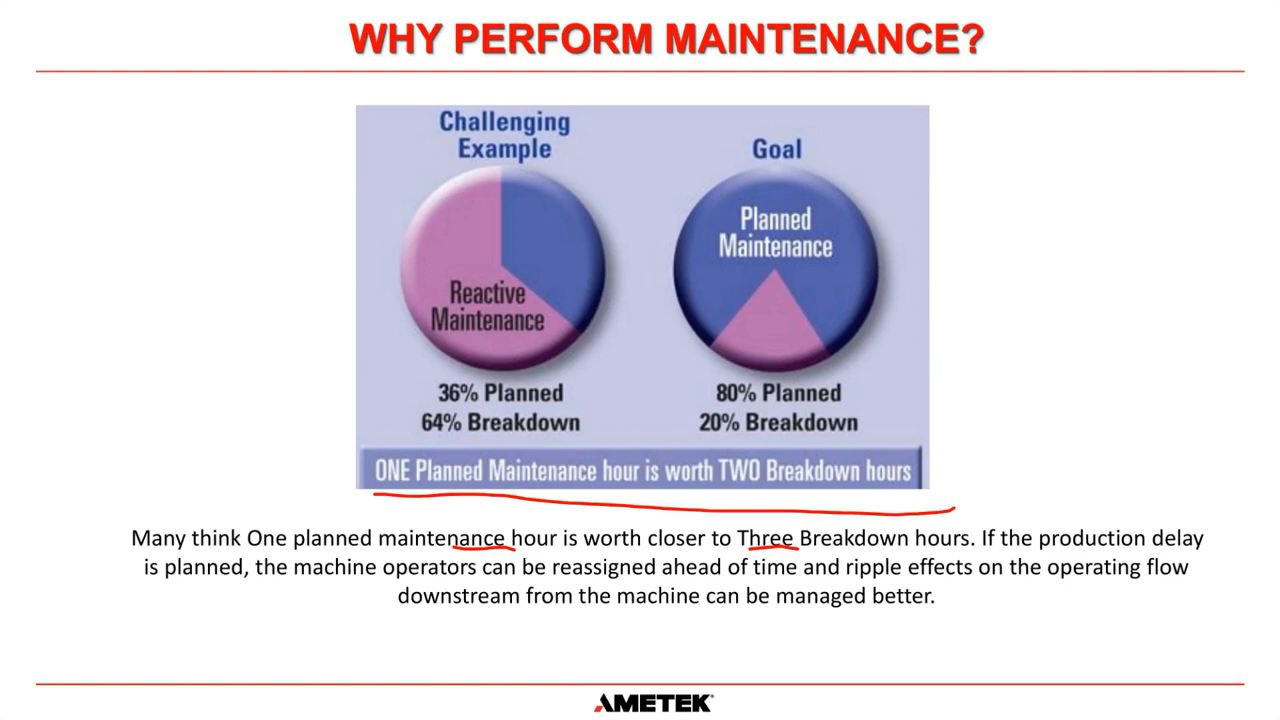 WHY PERFORM MAINTENANCE?
Challenging
Example
Goal
Planned
Maintenance
Reactive
Maintenance
36% Planned
64% Breakdown
80% Planned
20% Breakdown
ONE Planned Maintenance hour is worth TWO Breakdown hours
Many think One planned maintenance hour is worth closer to Three Breakdown hours. If the production delay
is planned, the machine operators can be reassigned ahead of time and ripple effects on the operating flow
downstream from the machine can be managed better.
AMETEK